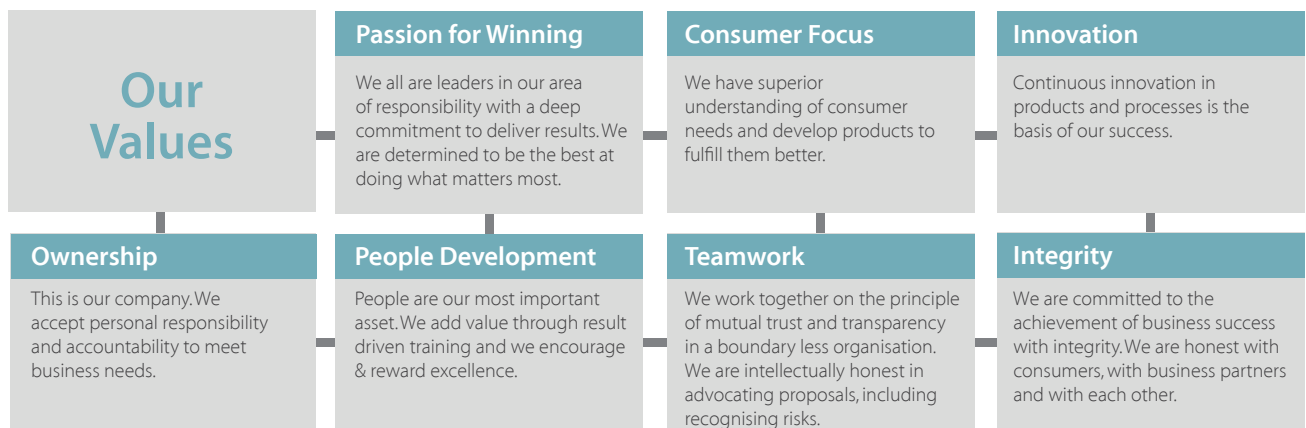 Our
Values
Passion for Winning
We all are leaders in our area
of responsibility with a deep
commitment to deliver results. We
are determined to be the best at
doing what matters most.
Consumer Focus
We have superior
understanding of consumer
needs and develop products to
fulfill them better.
Innovation
Continuous innovation in
products and processes is the
basis of our success.
Ownership
This is our company. We
accept personal responsibility
and accountability to meet
business needs.
People Development
People are our most important
asset. We add value through result
driven training and we encourage
& reward excellence.
Teamwork
We work together on the principle
of mutual trust and transparency
in a boundary less organisation.
We are intellectually honest in
advocating proposals, including
recognising risks.
Integrity
We are committed to the
achievement of business success
with integrity. We are honest with
consumers, with business partners
and with each other.